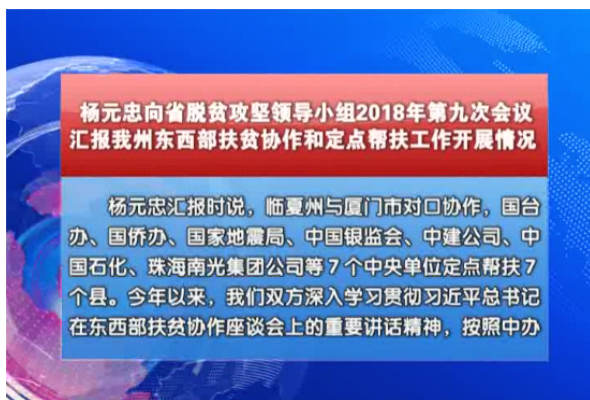 杨元忠向省脱贫攻坚领导小组2018年第九次会议
汇报我州东西部扶贫协作和定点帮扶工作开展情况
杨元忠汇报时说，临夏州与厦门市对口协作，国台
办、国侨办、国家地震局、中国银监会、中建公司、中
国石化、珠海南光集团公司等7个中央单位定点帮扶7
个县。今年以来，我们双方深入学习贯彻习近平总书记
在东西部扶贫协作座谈会上的重要讲话精神，按照中办